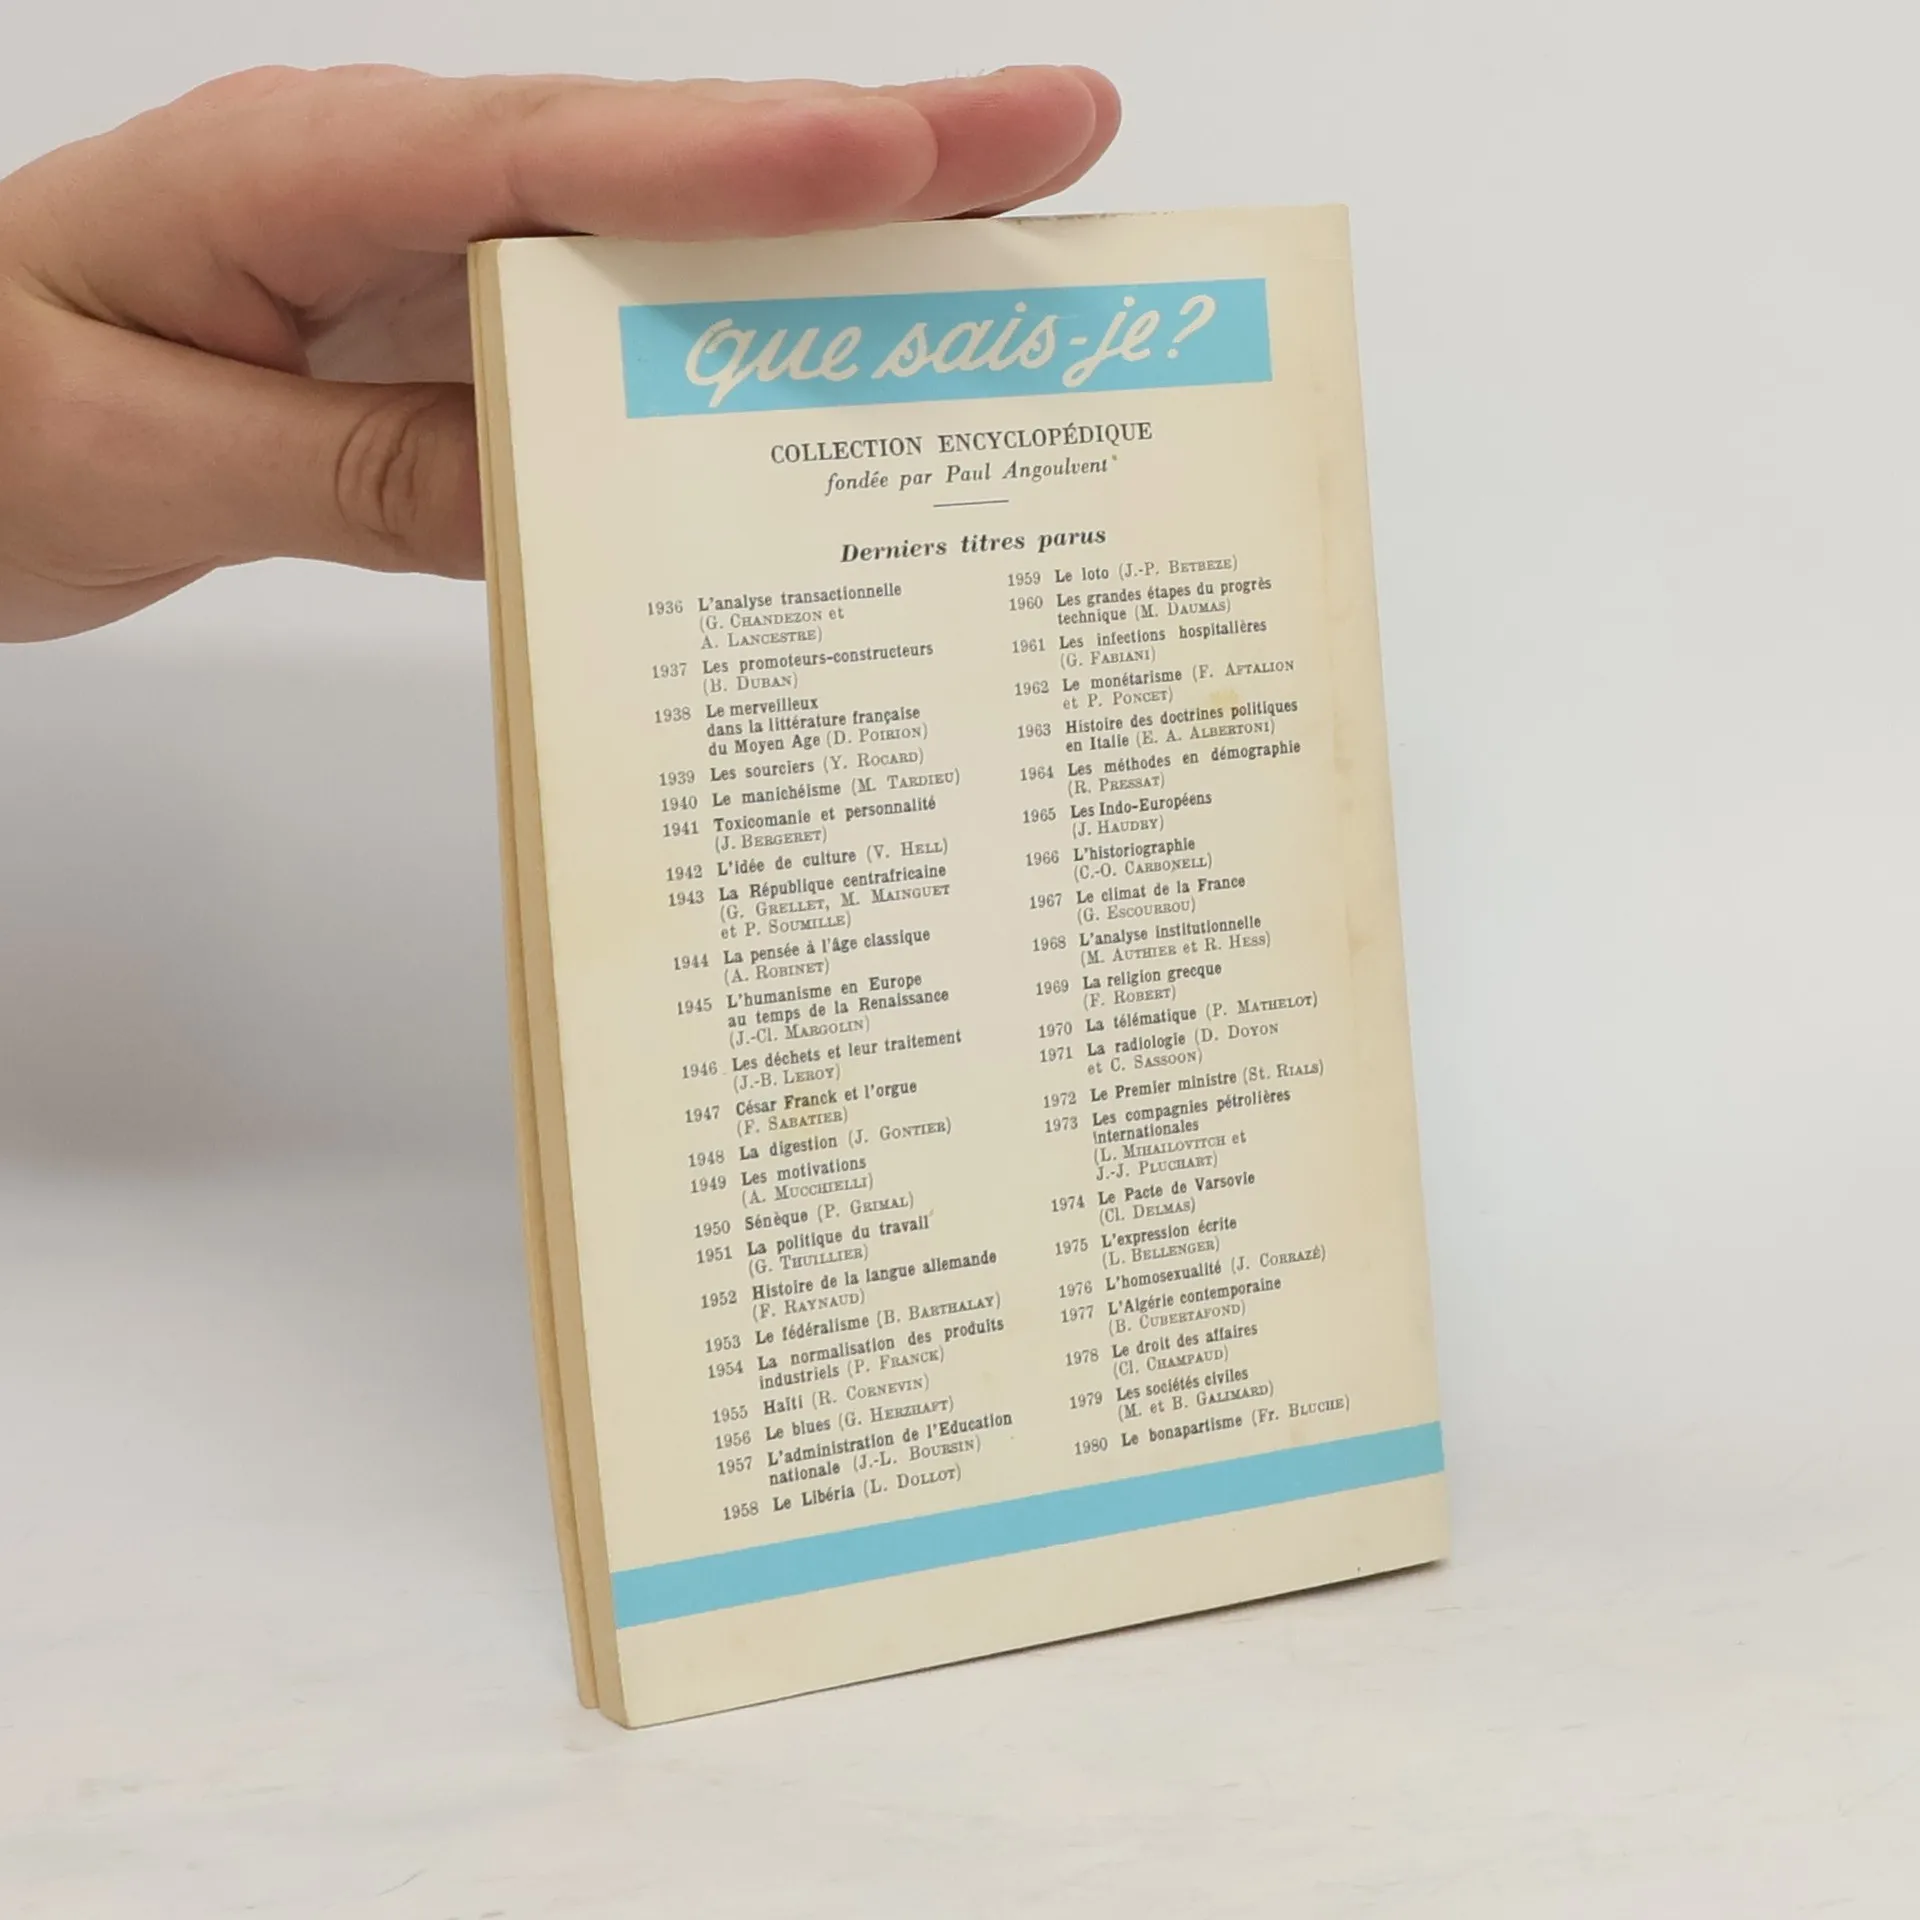 que sais-je?
COLLECTION ENCYCLOPÉDIQUE
fondée par Paul Angoulvent
Derniers titres parus
1936 L'analyse transactionnelle
(G. CHANDEZON et
A. LANCESTRE)
1937 Les promoteurs-constructeurs
(B. DUBAN)
1938 Le merveilleux
dans la littérature française
du Moyen Age (D. POIRION)
1939 Les sourciers (Y. ROCARD)
1940 Le manichéisme (M. TARDIEU)
1941 Toxicomanie et personnalité
(J. BERGERET)
1942 L'idée de culture (V. HELL)
1943 La République centrafricaine
(G. GRELLET, M. MAINGUET
et P. SOUMILLE)
1944 La pensée à l'âge classique
(A. ROBINET)
1945 L'humanisme en Europe
au temps de la Renaissance
(J.-Cl. MARGOLIN)
1946 Les déchets et leur traitement
(J.-B. LEROY)
1947 César Franck et l'orgue
(F. SABATIER)
1948 La digestion (J. GONTIER)
1949 Les motivations
(A. MUCCHIELLI)
1950 Sénèque (P. GRIMAL)
1951 La politique du travail
(G. THUILLIER)
1952 Histoire de la langue allemande
(F. RAYNAUD)
1953 Le fédéralisme (B. BARTHALAY)
1954 La normalisation des produits
industriels (P. FRANCK)
1955 Haïti (R. CORNEVIN)
1956 Le blues (G. HERZHAFT)
1957 L'administration de l'Education
nationale (J.-L. BOURSIN)
1958 Le Libéria (L. DOLLOT)
1959 Le loto (J.-P. BETBEZE)
1960 Les grandes étapes du progrès
technique (M. DAUMAS)
1961 Les infections hospitalières
(G. FABIANI)
1962 Le monétarisme (F. AFTALION
et P. PONCET)
1963 Histoire des doctrines politiques
en Italie (E. A. ALBERTONI)
1964 Les méthodes en démographie
(R. PRESSAT)
1965 Les Indo-Européens
(J. HAUDRY)
1966 L'historiographie
(C.-O. CARBONELL)
1967 Le climat de la France
(G. ESCOURROU)
1968 L'analyse institutionnelle
(M. AUTHIER et R. HESS)
1969 La religion grecque
(F. ROBERT)
1970 La télématique (P. MATHELOT)
1971 La radiologie (D. DOYON
et C. SASSOON)
1972 Le Premier ministre (St. RIALS)
1973 Les compagnies pétrolières
internationales
(L. MIHAILOVITCH et
J.-J. PLUCHART)
1974 Le Pacte de Varsovie
(Cl. DELMAS)
1975 L'expression écrite
(L. BELLENGER)
1976 L'homosexualité (J. CORRAZÉ)
1977 L'Algérie contemporaine
(B. CUBERTAFOND)
1978 Le droit des affaires
(Cl. CHAMPAUD)
1979 Les sociétés civiles
(M. et B. GALIMARD)
1980 Le bonapartisme (Fr. BLUCHE)